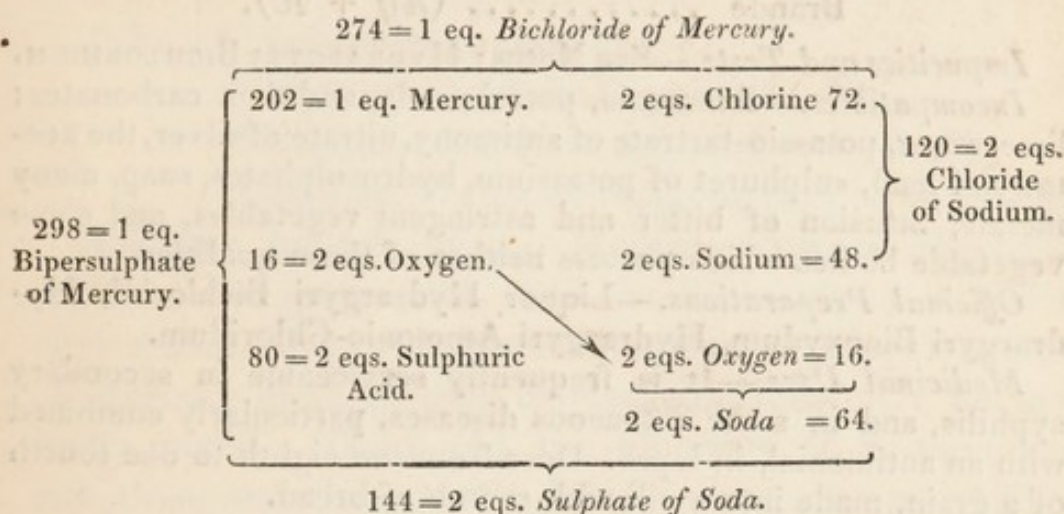 274 = 1 eq. Bichloride of Mercury.
202 = 1 eq. Mercury. 2 eqs. Chlorine 72.
120 = 2 eqs.
Chloride
of Sodium.
298 = 1 eq.
Bipersulphate
of Mercury.
16 = 2 eqs. Oxygen. 2 eqs. Sodium = 48.
80 = 2 eqs. Sulphuric
Acid.
2 eqs. Oxygen = 16.
2 eqs. Soda = 64.
144 = 2 eqs. Sulphate of Soda.